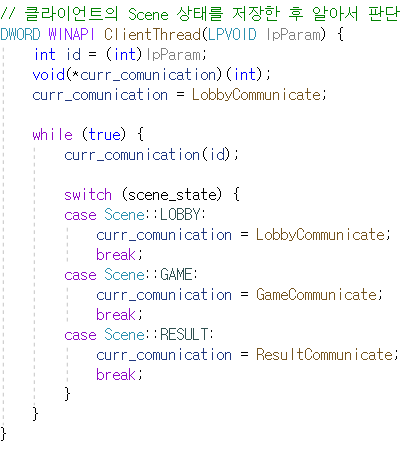 // 클라이언트의 Scene 상태를 저장한 후 알아서 판단
DWORD WINAPI ClientThread(LPVOID lpParam) {
    int id = (int)lpParam;
    void(*curr_comunication)(int);
    curr_comunication = LobbyCommunicate;

    while (true) {
        curr_comunication(id);

        switch (scene_state) {
        case Scene::LOBBY:
            curr_comunication = LobbyCommunicate;
            break;
        case Scene::GAME:
            curr_comunication = GameCommunicate;
            break;
        case Scene::RESULT:
            curr_comunication = ResultCommunicate;
            break;
        }
    }
}